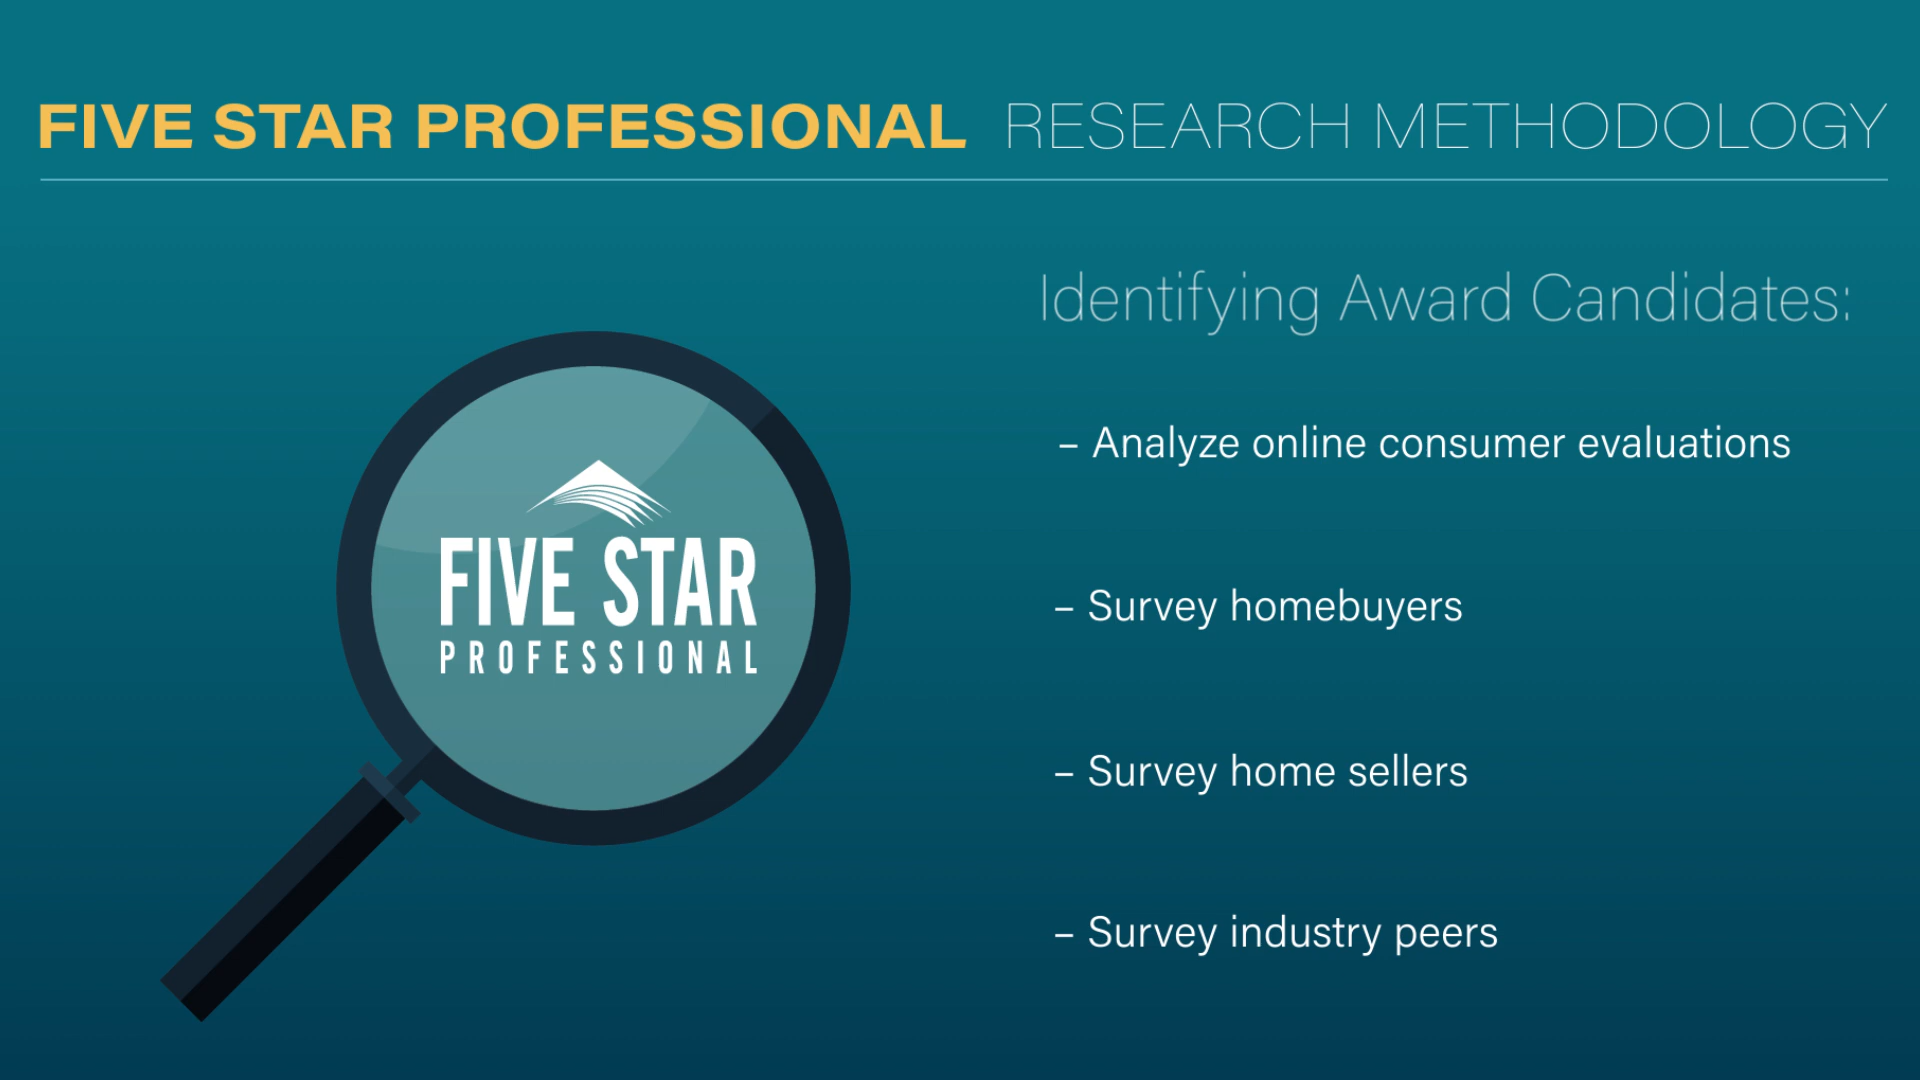 FIVE STAR PROFESSIONAL RESEARCH METHODOLOGY
Identifying Award Candidates:
– Analyze online consumer evaluations
– Survey homebuyers
– Survey home sellers
– Survey industry peers
FIVE STAR
PROFESSIONAL